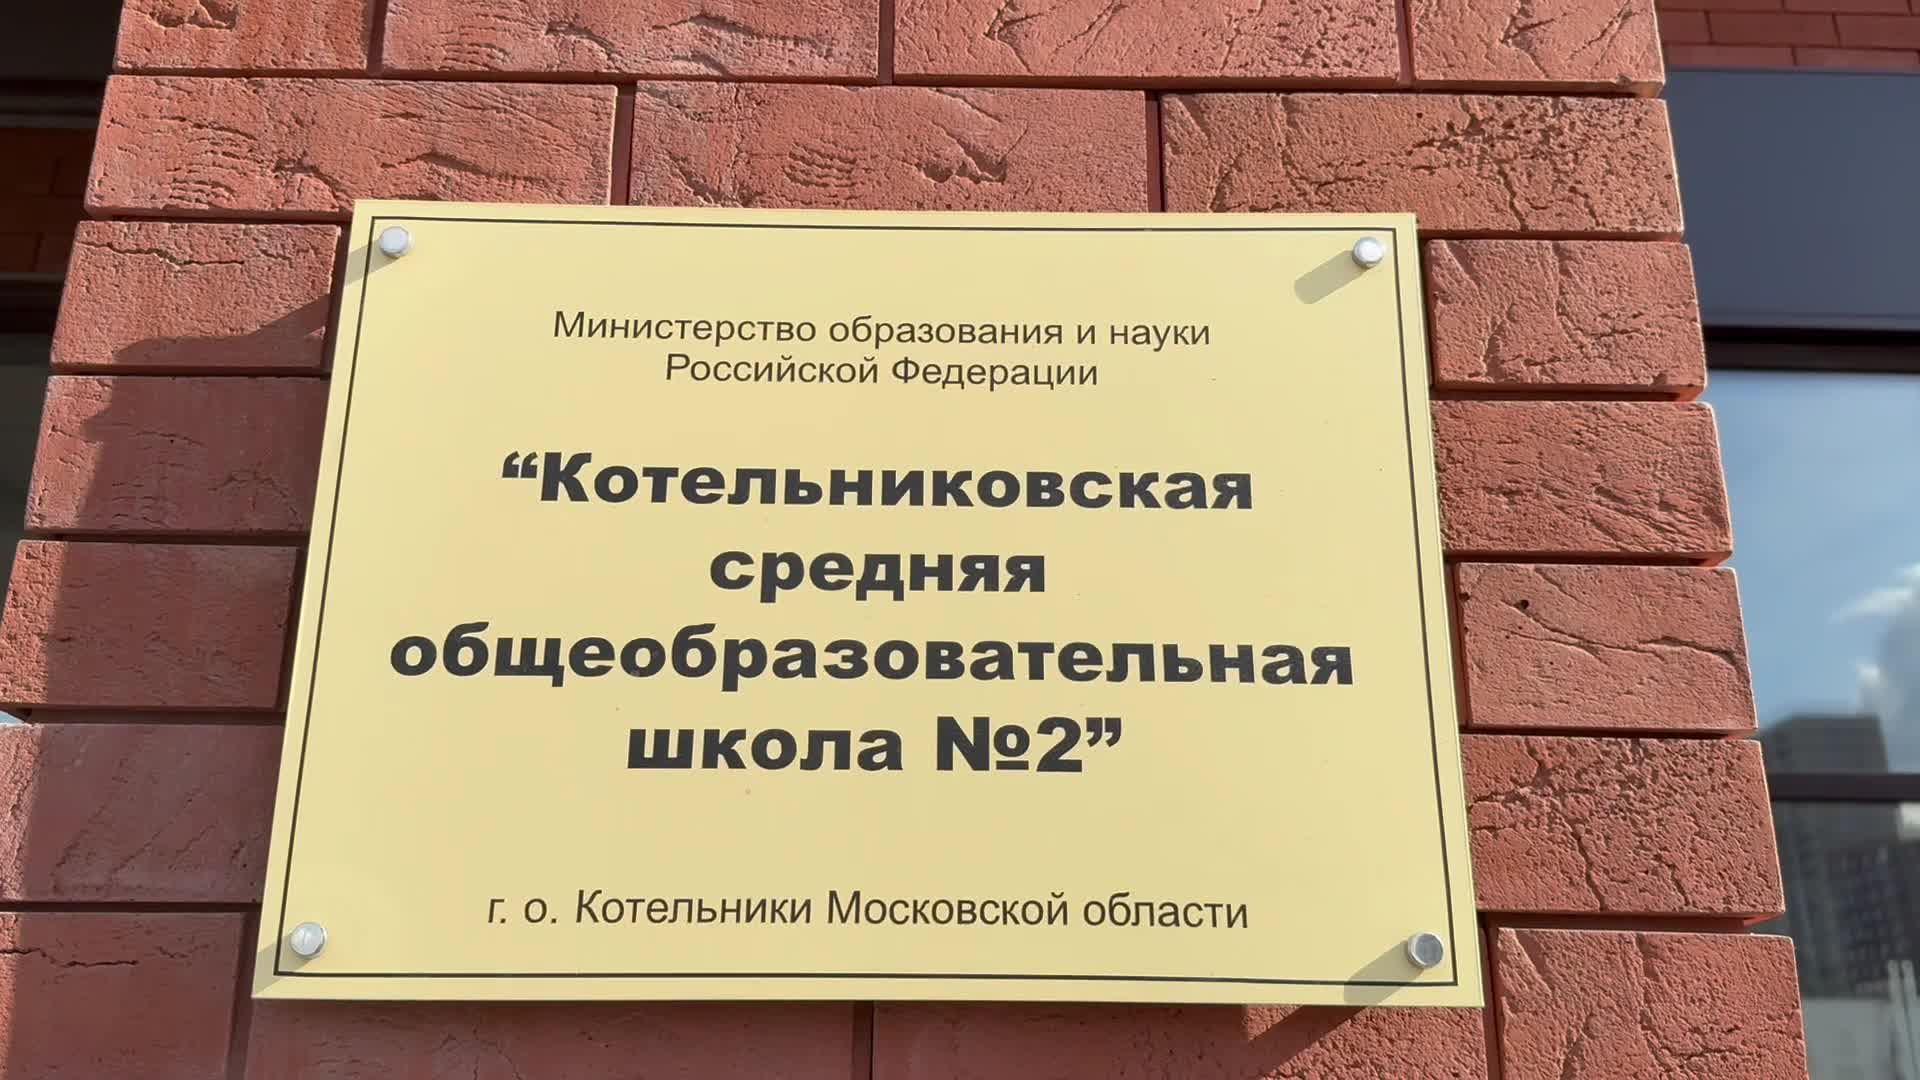 Министерство образования и науки
Российской Федерации
“Котельниковская
средняя
общеобразовательная
школа №2”
г. о. Котельники Московской области